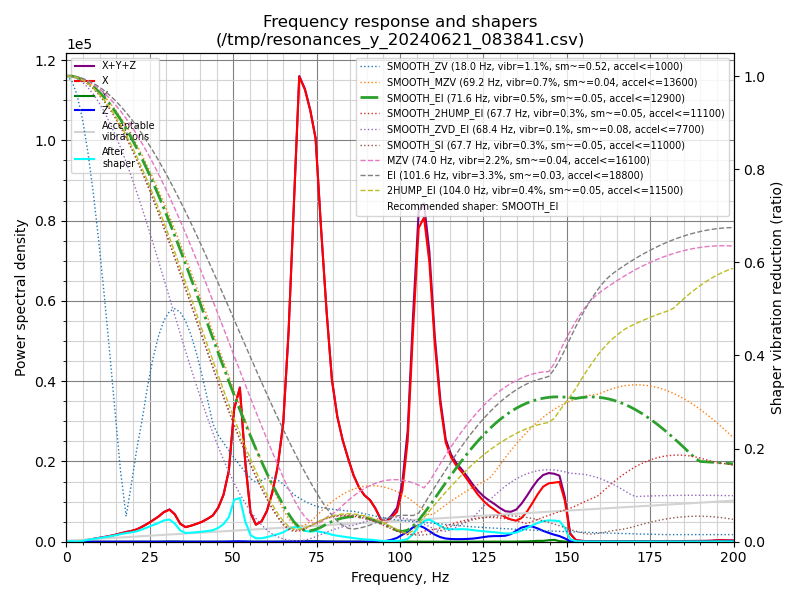 Frequency response and shapers
(/tmp/resonances_y_20240621_083841.csv)
1e5
X+Y+Z
X
Y
Z
Acceptable
vibrations
After
shaper
SMOOTH_ZV (18.0 Hz, vibr=1.1%, sm~=0.52, accel<=1000)
SMOOTH_MZV (69.2 Hz, vibr=0.7%, sm~=0.04, accel<=13600)
SMOOTH_EI (71.6 Hz, vibr=0.5%, sm~=0.05, accel<=12900)
SMOOTH_2HUMP_EI (67.7 Hz, vibr=0.3%, sm~=0.05, accel<=11100)
SMOOTH_ZVD_EI (68.4 Hz, vibr=0.1%, sm~=0.08, accel<=7700)
SMOOTH_SI (67.7 Hz, vibr=0.3%, sm~=0.05, accel<=11000)
MZV (74.0 Hz, vibr=2.2%, sm~=0.04, accel<=16100)
EI (101.6 Hz, vibr=3.3%, sm~=0.03, accel<=18800)
2HUMP_EI (104.0 Hz, vibr=0.4%, sm~=0.05, accel<=11500)
Recommended shaper: SMOOTH_EI
Power spectral density
1.2
1.0
0.8
0.6
0.4
0.2
0.0
1.0
0.8
0.6
0.4
0.2
0.0
Shaper vibration reduction (ratio)
0 25 50 75 100 125 150 175 200
Frequency, Hz